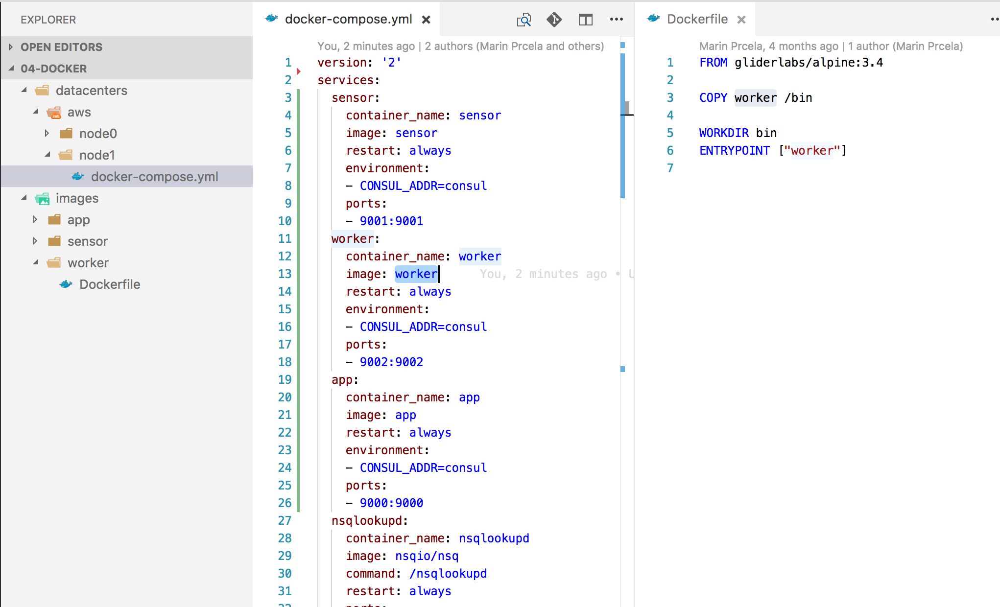 EXPLORER
OPEN EDITORS
04-DOCKER
datacenters
aws
node0
node1
docker-compose.yml
images
app
sensor
worker
Dockerfile
docker-compose.yml
You, 2 minutes ago | 2 authors (Marin Prcela and others)
1 version: '2'
2 services:
3   sensor:
4     container_name: sensor
5     image: sensor
6     restart: always
7     environment:
8     - CONSUL_ADDR=consul
9     ports:
10     - 9001:9001
11   worker:
12     container_name: worker
13     image: worker You, 2 minutes ago •
14     restart: always
15     environment:
16     - CONSUL_ADDR=consul
17     ports:
18     - 9002:9002
19   app:
20     container_name: app
21     image: app
22     restart: always
23     environment:
24     - CONSUL_ADDR=consul
25     ports:
26     - 9000:9000
27   nsqlookupd:
28     container_name: nsqlookupd
29     image: nsqio/nsq
30     command: /nsqlookupd
31     restart: always
Dockerfile
Marin Prcela, 4 months ago | 1 author (Marin Prcela)
1 FROM gliderlabs/alpine:3.4
2
3 COPY worker /bin
4
5 WORKDIR bin
6 ENTRYPOINT ["worker"]
7